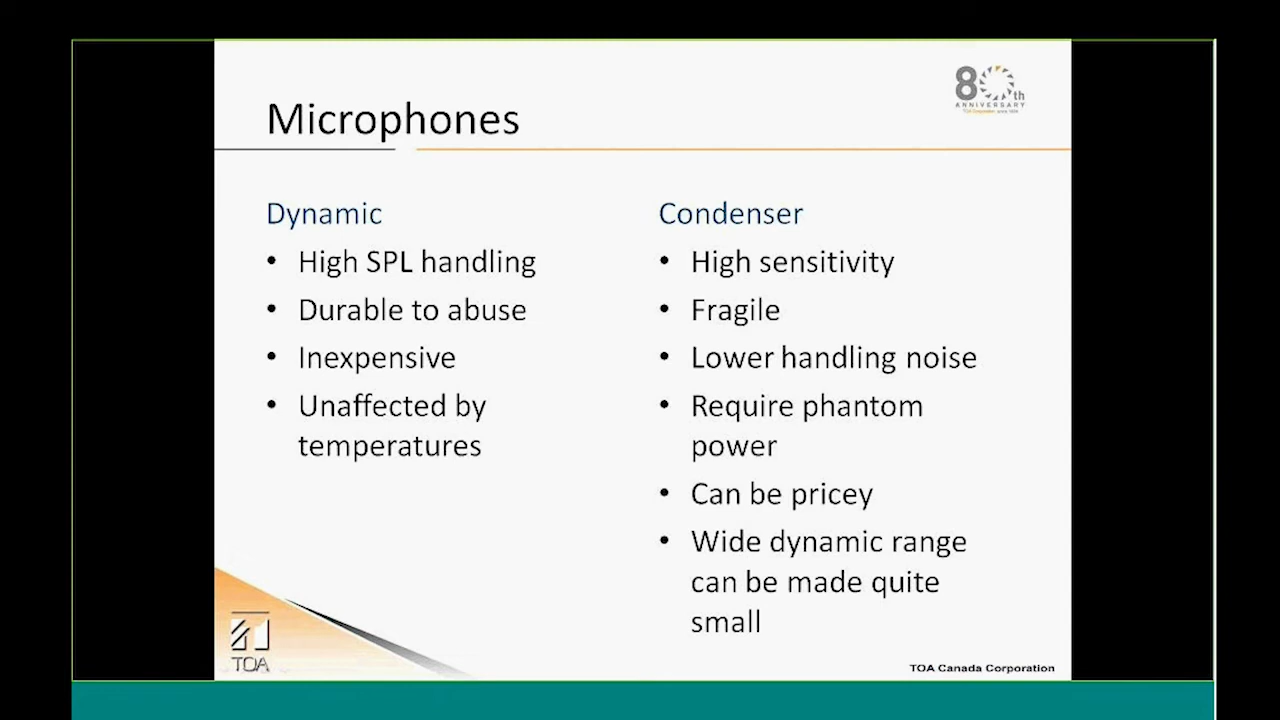 80th
ANNIVERSARY
Microphones
Dynamic
• High SPL handling
• Durable to abuse
• Inexpensive
• Unaffected by
temperatures
Condenser
• High sensitivity
• Fragile
• Lower handling noise
• Require phantom
power
• Can be pricey
• Wide dynamic range
can be made quite
small
TOA
TOA Canada Corporation